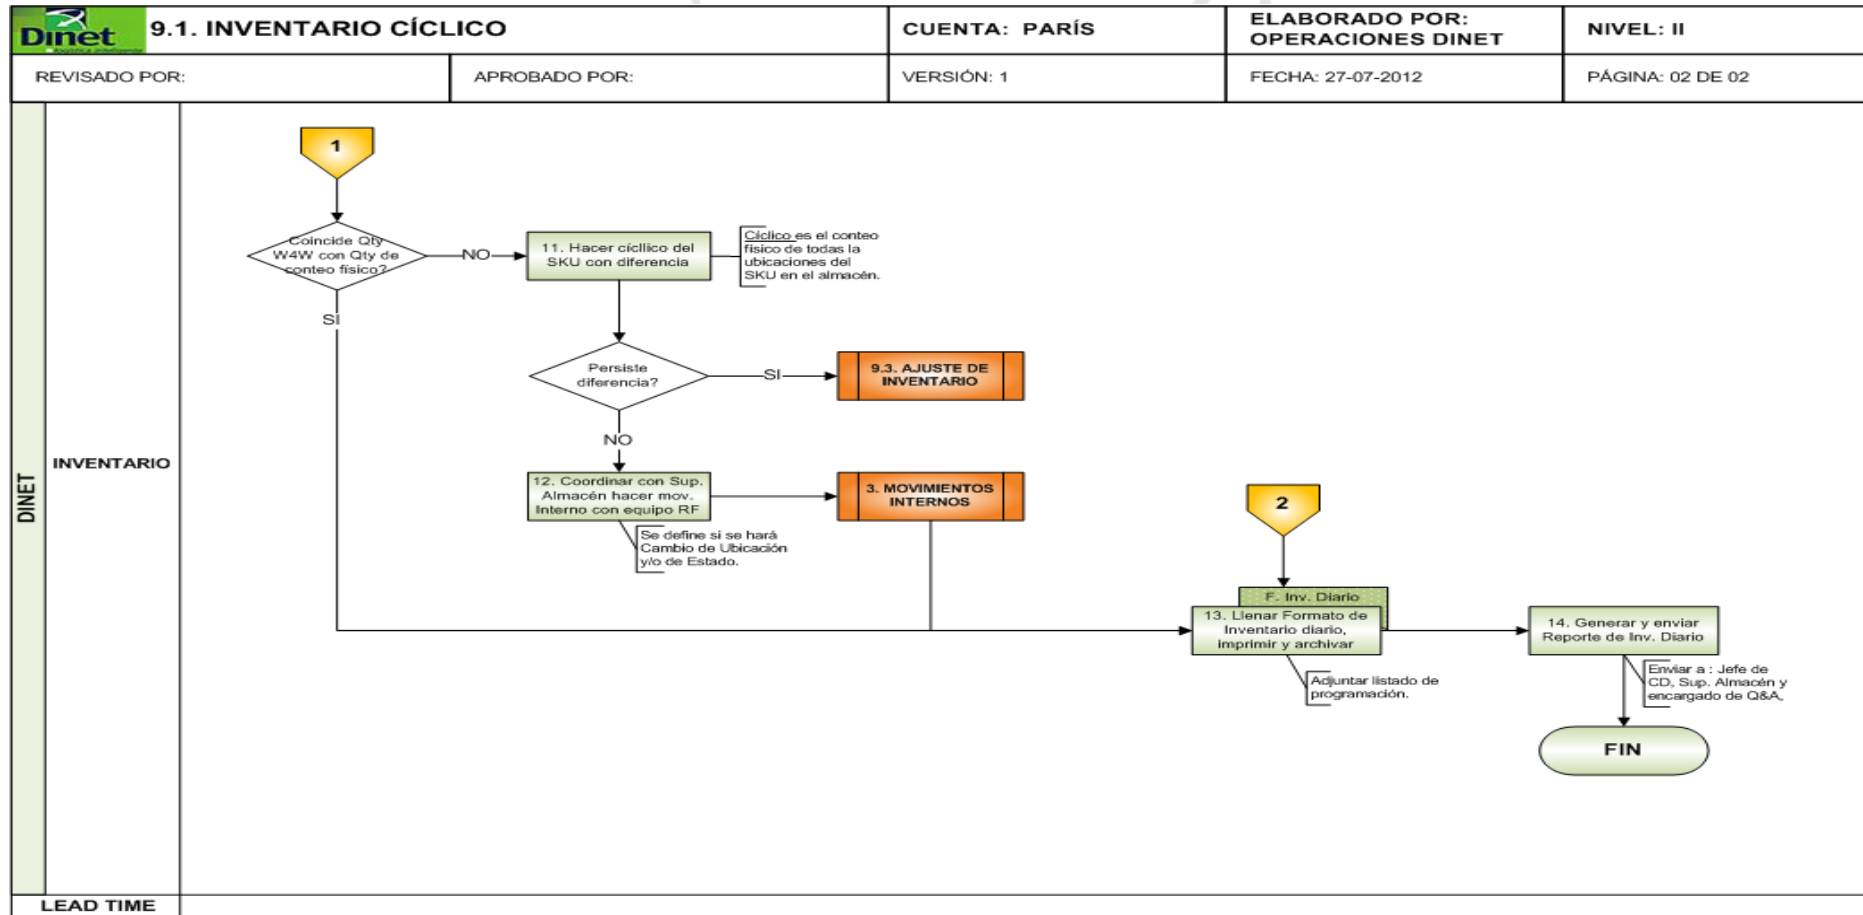 Dinet
9.1. INVENTARIO CÍCLICO
CUENTA: PARÍS
ELABORADO POR:
OPERACIONES DINET
NIVEL: II
REVISADO POR:
APROBADO POR:
VERSIÓN: 1
FECHA: 27-07-2012
PÁGINA: 02 DE 02
DINET
INVENTARIO
1
Coincide Qty
W4W con Qty de
conteo físico?
NO
11. Hacer cícllico del
SKU con diferencia
Cíclico es el conteo
físico de todas la
ubicaciones del
SKU en el almacén.
SI
Persiste
diferencia?
SI
9.3. AJUSTE DE
INVENTARIO
NO
12. Coordinar con Sup.
Almacén hacer mov.
Interno con equipo RF
3. MOVIMIENTOS
INTERNOS
Se define si se hará
Cambio de Ubicación
y/o de Estado.
2
F. Inv. Diario
13. Llenar Formato de
Inventario diario,
imprimir y archivar
14. Generar y enviar
Reporte de Inv. Diario
Adjuntar listado de
programación.
Enviar a : Jefe de
CD, Sup. Almacén y
encargado de Q&A,
FIN
LEAD TIME